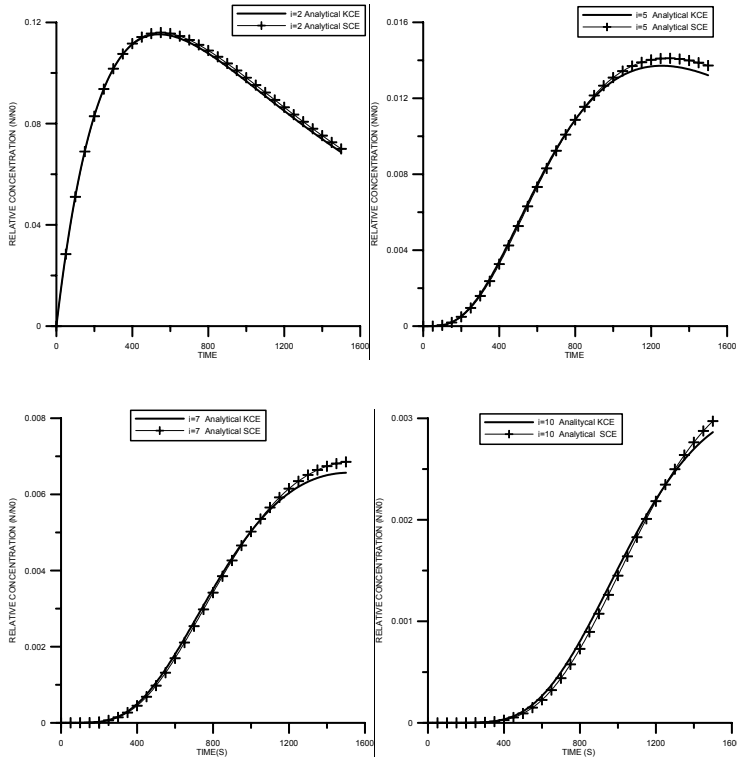 i=2 Analytical KCE
i=2 Analytical SCE
RELATIVE CONCENTRATION (N/N0)
0.12
0.08
0.04
0
0
400
800
1200
1600
TIME
i=5 Analytical KCE
i=5 Analytical SCE
RELATIVE CONCENTRATION (N/N0)
0.016
0.012
0.008
0.004
0
0
400
800
1200
1600
TIME
i=7 Analytical KCE
i=7 Analytical SCE
RELATIVE CONCENTRATION (N/N0)
0.008
0.006
0.004
0.002
0
0
400
800
1200
1600
TIME(S)
i=10 Analitycal KCE
i=10 Analytical SCE
RELATIVE CONCENTRATION (N/N0)
0.003
0.002
0.001
0
0
400
800
1200
160
TIME (S)